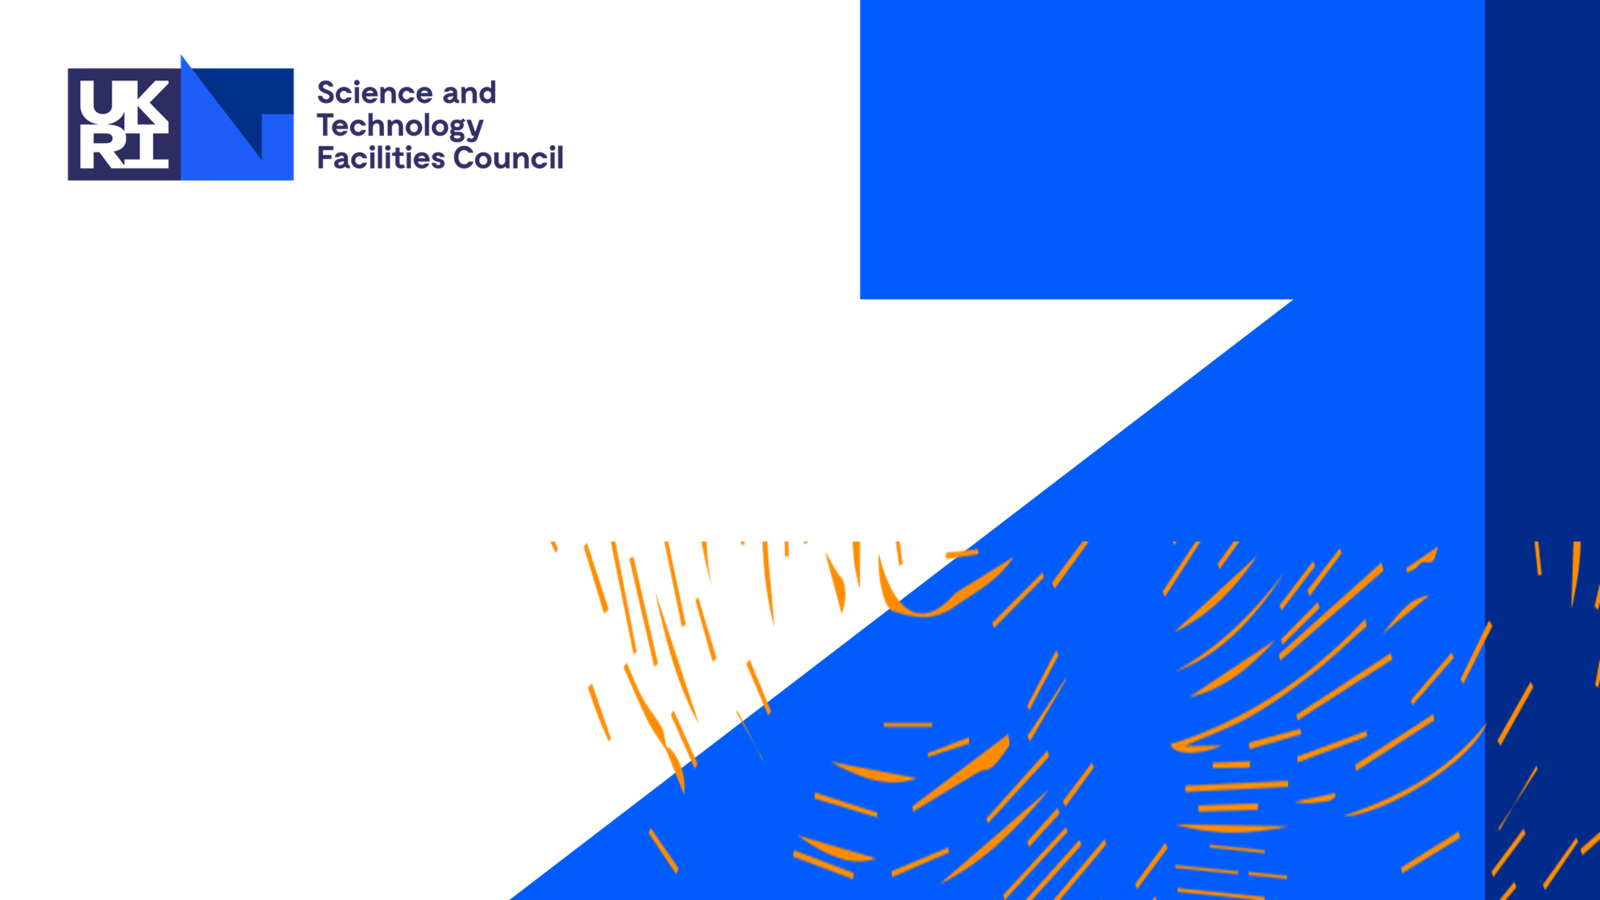 UK
RI
Science and
Technology
Facilities Council